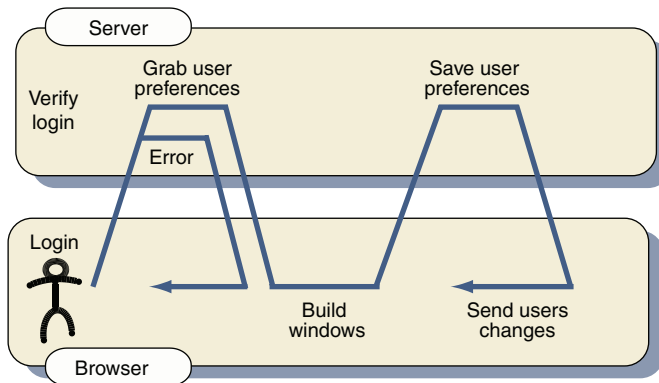 Server
Grab user
preferences
Save user
preferences
Verify
login
Error
Login
Build
windows
Send users
changes
Browser